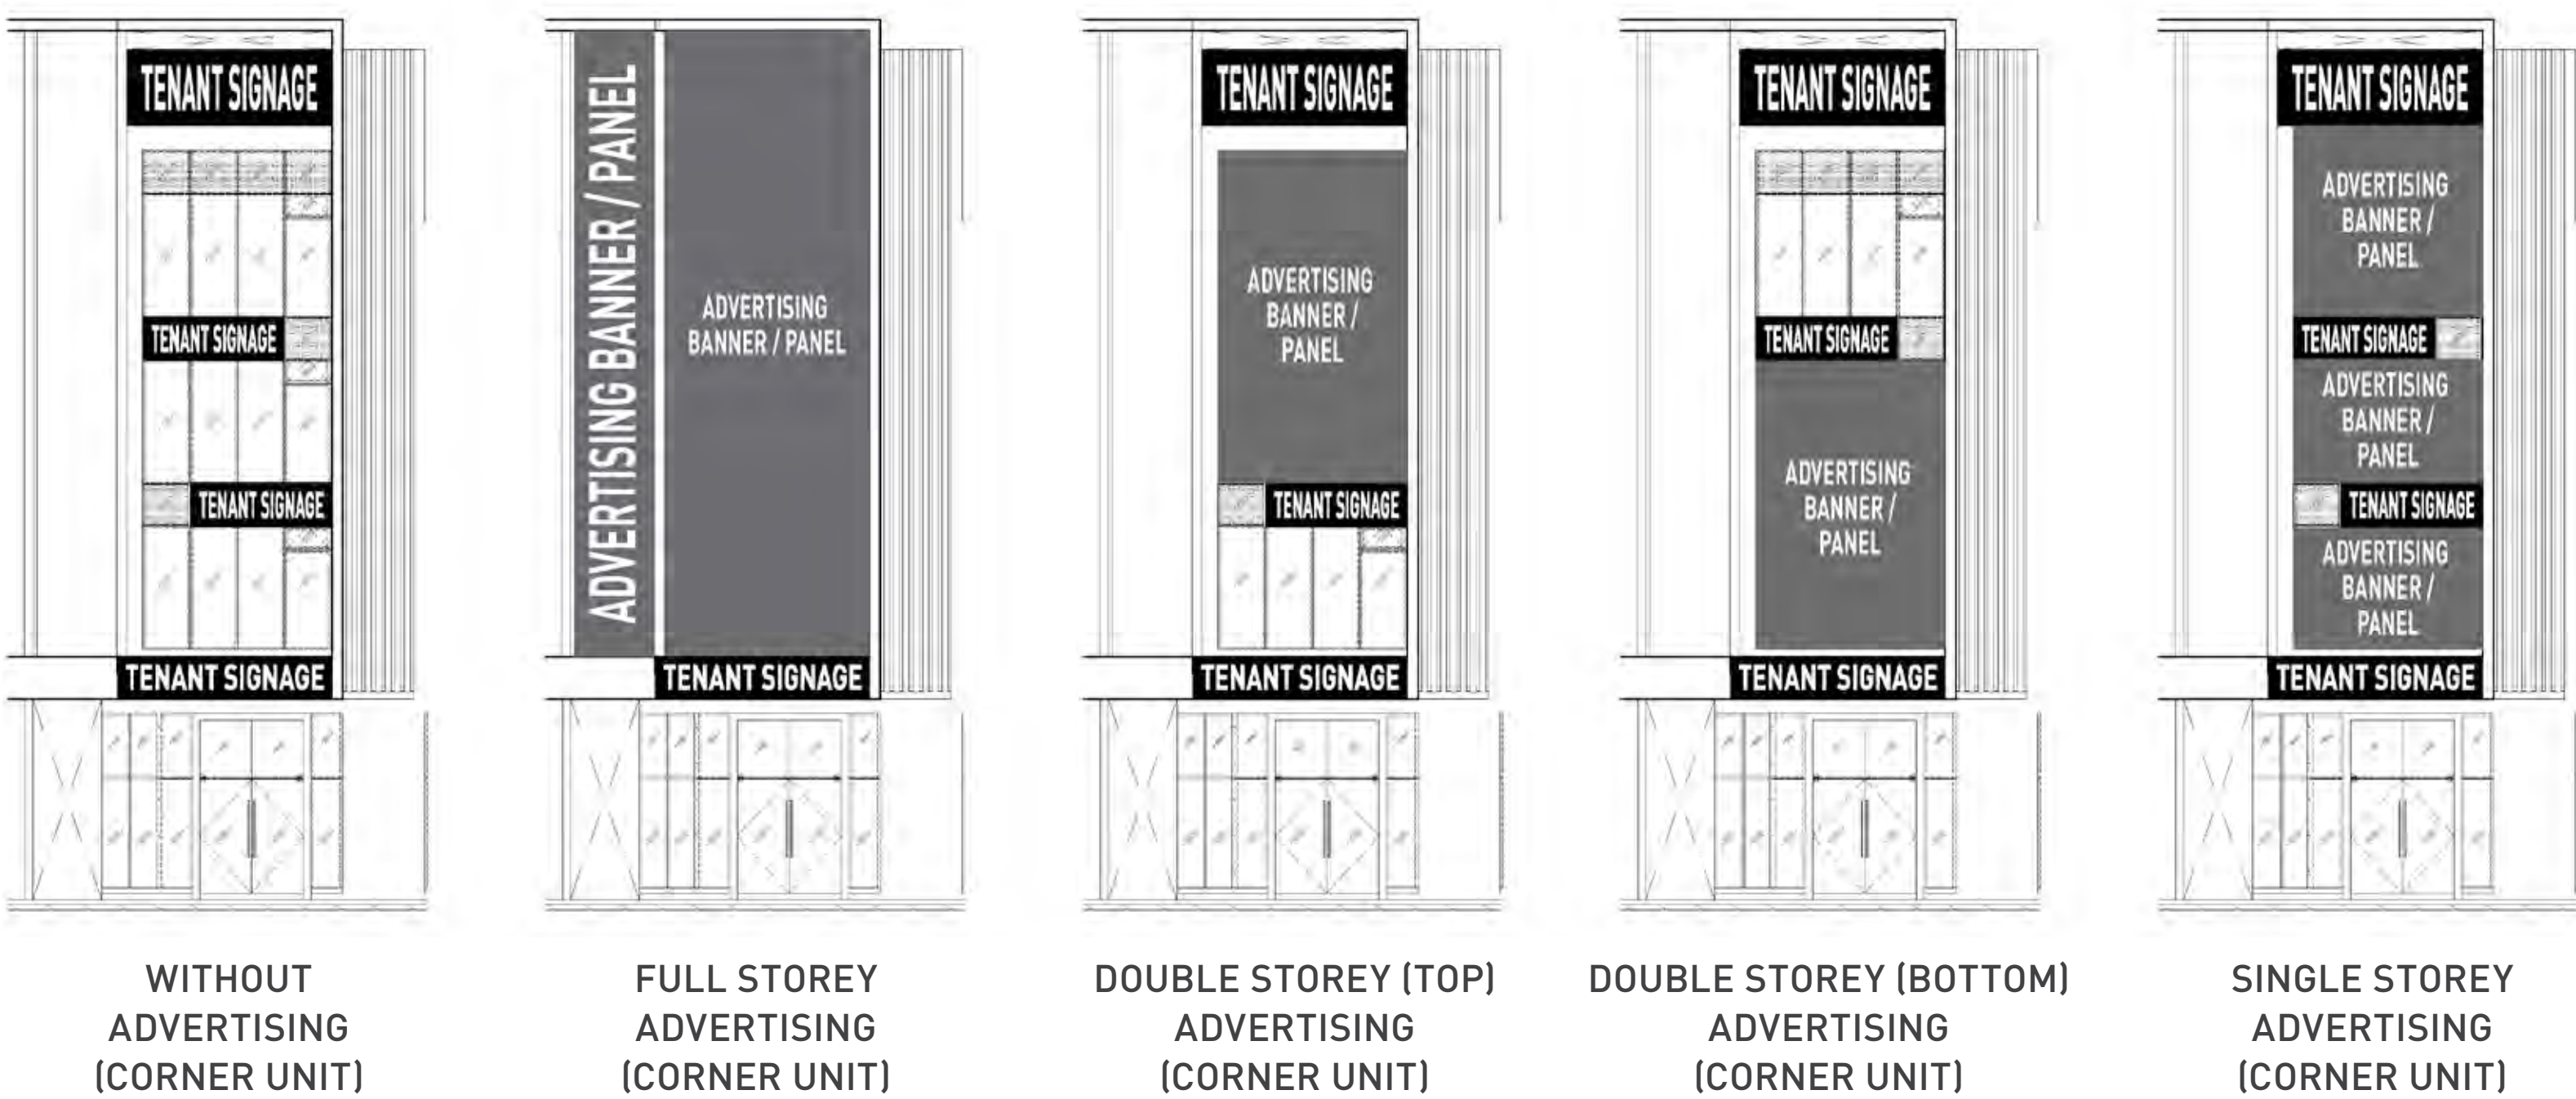 TENANT SIGNAGE
TENANT SIGNAGE
TENANT SIGNAGE
TENANT SIGNAGE
WITHOUT
ADVERTISING
(CORNER UNIT)
ADVERTISING BANNER / PANEL
ADVERTISING
BANNER / PANEL
TENANT SIGNAGE
FULL STOREY
ADVERTISING
(CORNER UNIT)
TENANT SIGNAGE
ADVERTISING
BANNER /
PANEL
TENANT SIGNAGE
TENANT SIGNAGE
DOUBLE STOREY (TOP)
ADVERTISING
(CORNER UNIT)
TENANT SIGNAGE
TENANT SIGNAGE
ADVERTISING
BANNER /
PANEL
TENANT SIGNAGE
DOUBLE STOREY (BOTTOM)
ADVERTISING
(CORNER UNIT)
TENANT SIGNAGE
ADVERTISING
BANNER /
PANEL
TENANT SIGNAGE
ADVERTISING
BANNER /
PANEL
TENANT SIGNAGE
ADVERTISING
BANNER /
PANEL
TENANT SIGNAGE
SINGLE STOREY
ADVERTISING
(CORNER UNIT)